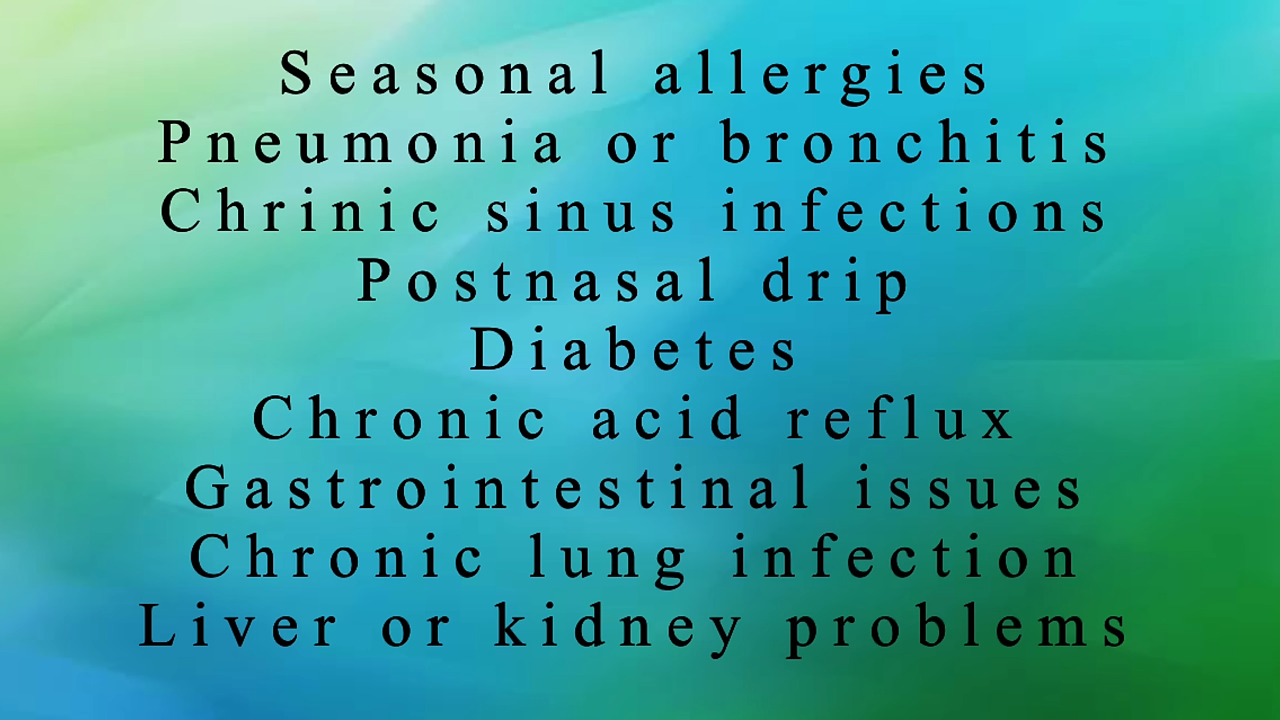 Seasonal allergies
Pneumonia or bronchitis
Chrinic sinus infections
Postnasal drip
Diabetes
Chronic acid reflux
Gastrointestinal issues
Chronic lung infection
Liver or kidney problems